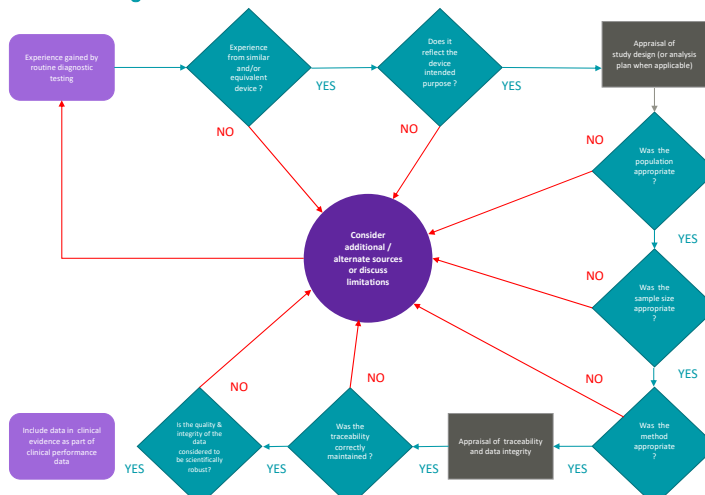 Experience gained by
routine diagnostic
testing
Experience
from similar
and/or
equivalent
device ?
YES
Does it
reflect the
device
intended
purpose ?
YES
Appraisal of
study design (or analysis
plan when applicable)
NO
NO
NO
Was the
population
appropriate
?
YES
Consider
additional /
alternate sources
or discuss
limitations
NO
Was the
sample size
appropriate
?
YES
NO
NO
NO
Include data in clinical
evidence as part of
clinical performance
data
YES
Is the quality &
integrity of the
data
considered to
be scientifically
robust?
YES
Was the
traceability
correctly
maintained ?
YES
Appraisal of traceability
and data integrity
YES
Was the
method
appropriate ?